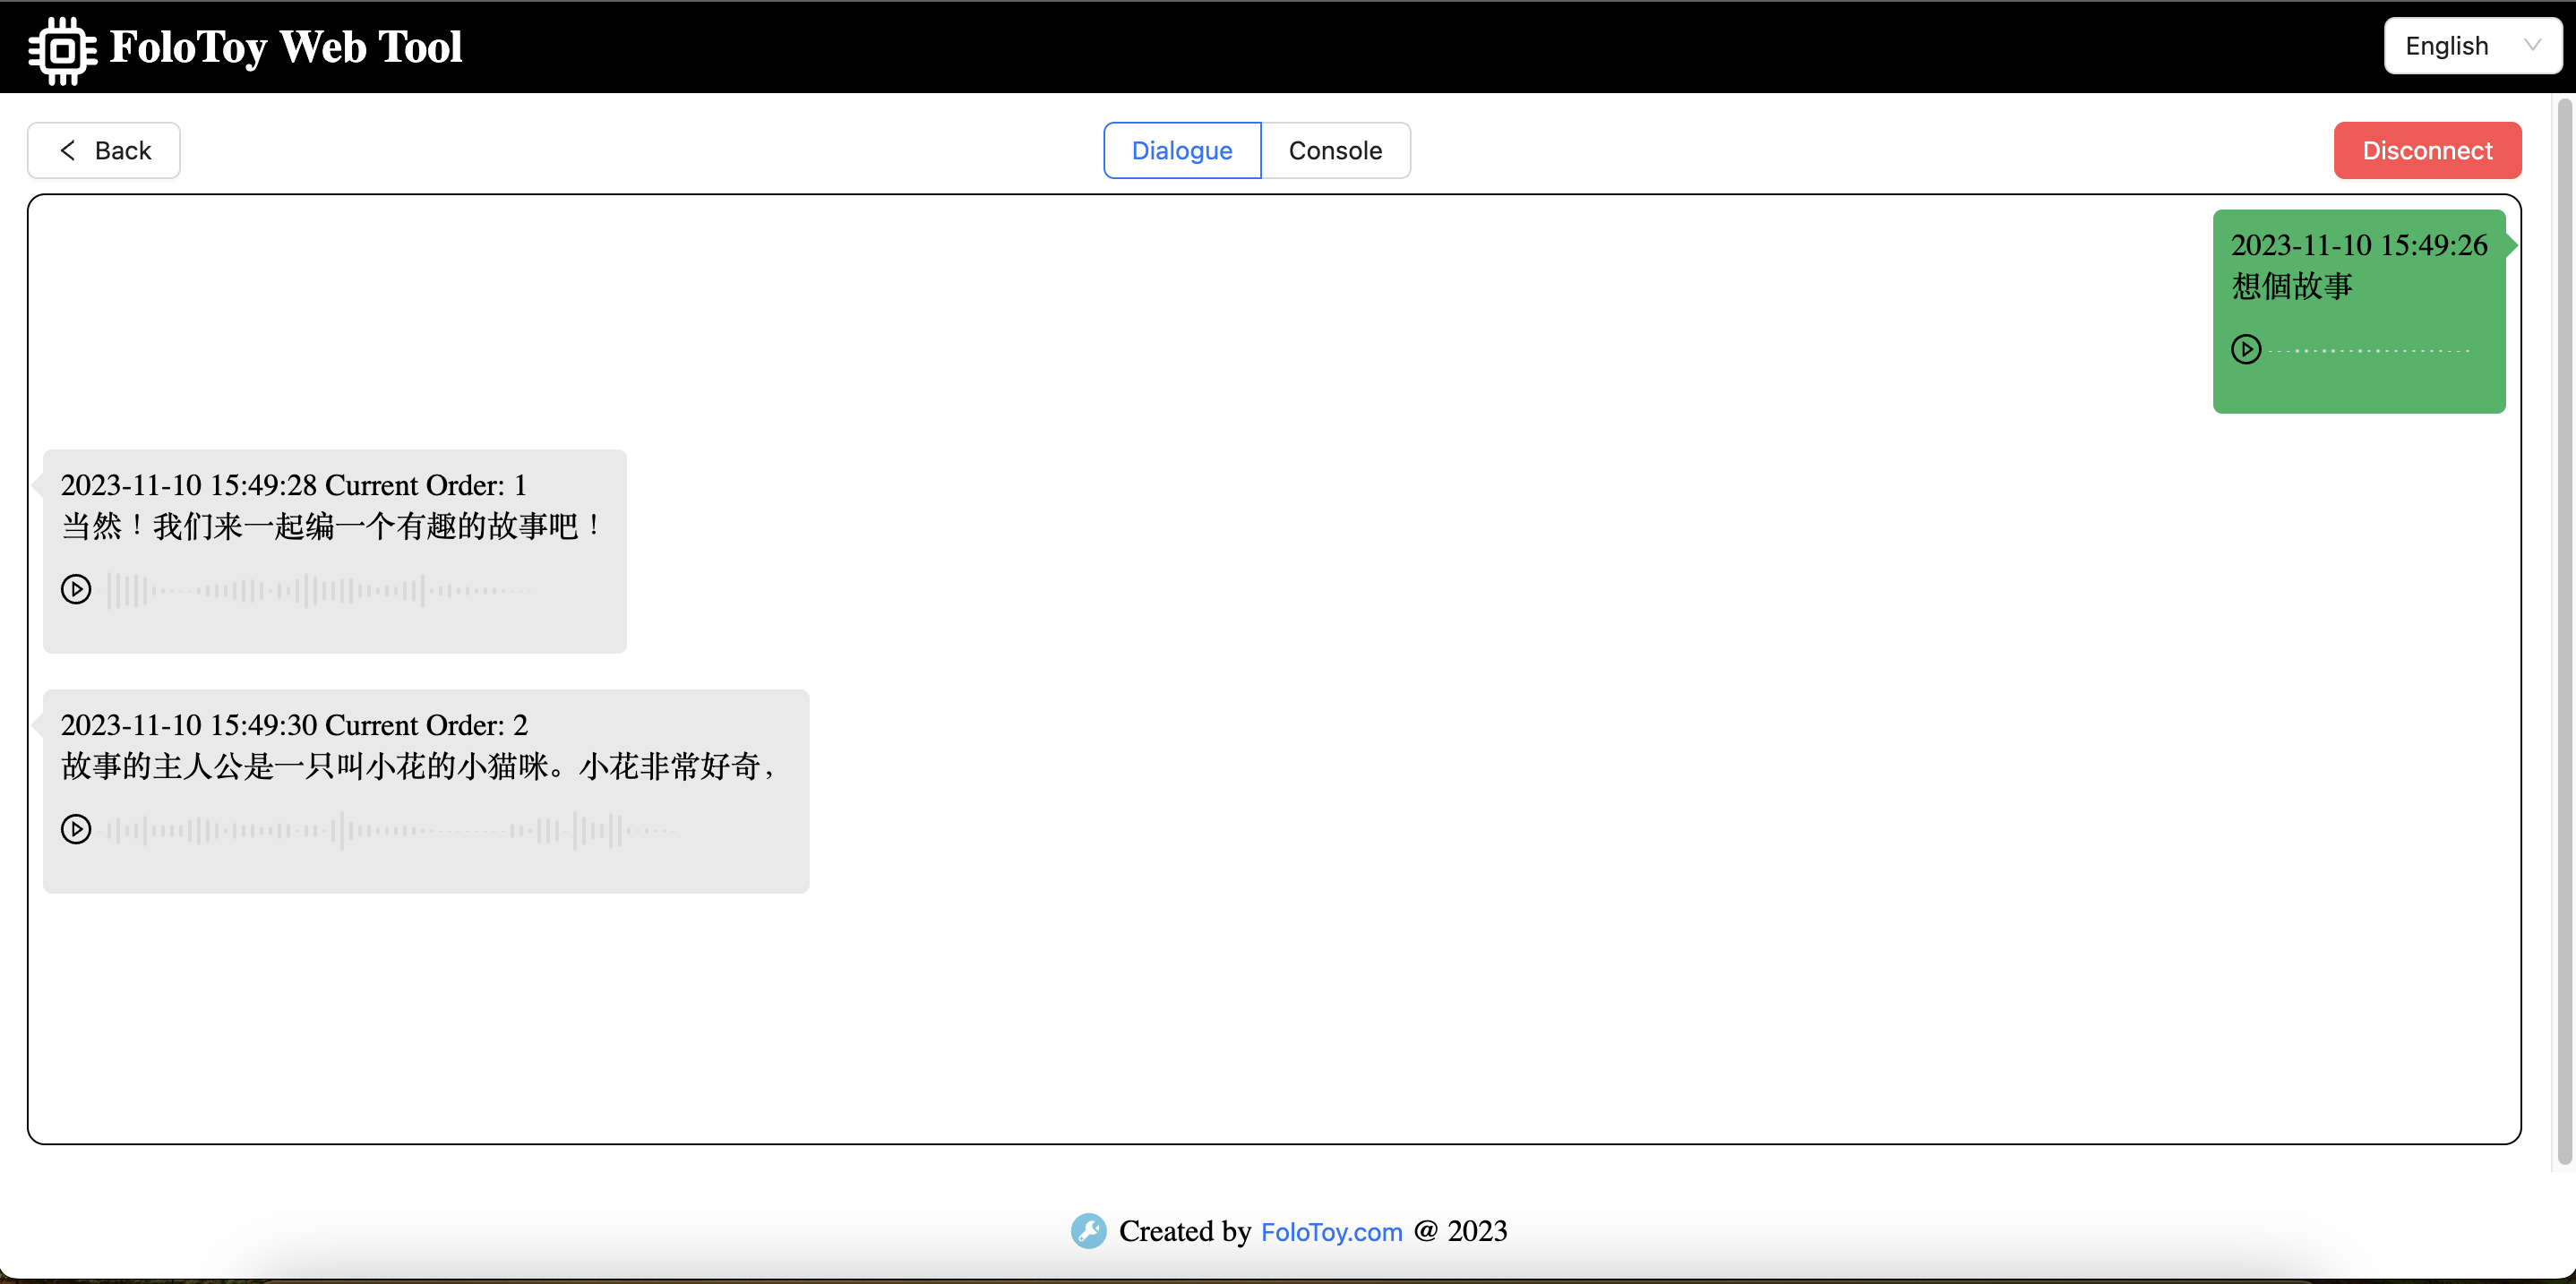 FoloToy Web Tool
English
Back
Dialogue
Console
Disconnect
2023-11-10 15:49:26
想個故事
2023-11-10 15:49:28 Current Order: 1
当然！我们来一起编一个有趣的故事吧！
2023-11-10 15:49:30 Current Order: 2
故事的主人公是一只叫小花的小猫咪。小花非常好奇，
Created by FoloToy.com @ 2023